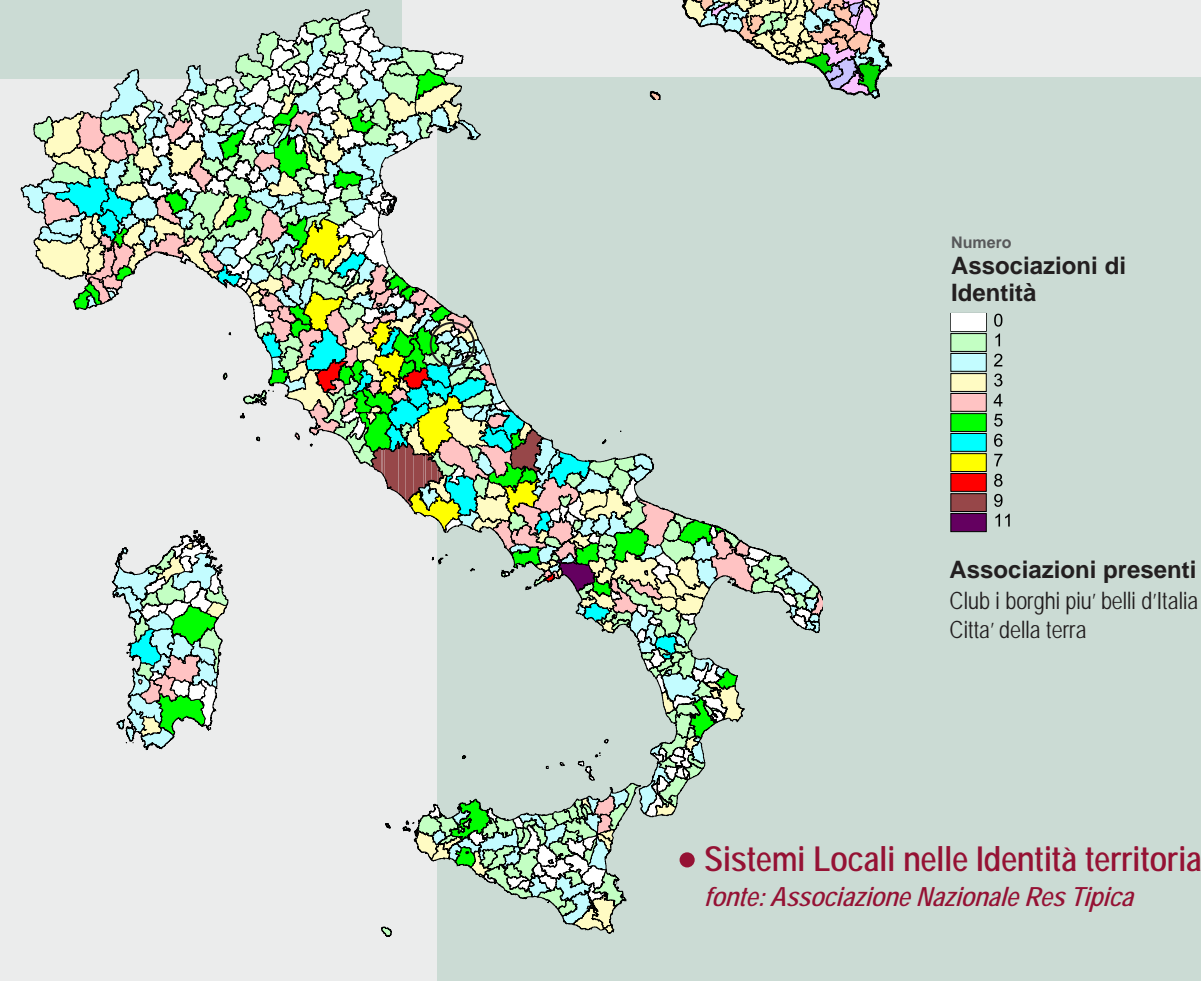 Numero
Associazioni di
Identità
0
1
2
3
4
5
6
7
8
9
11
Associazioni presenti
Club i borghi piu' belli d'Italia
Citta' della terra
• Sistemi Locali nelle Identità territoria
fonte: Associazione Nazionale Res Tipica